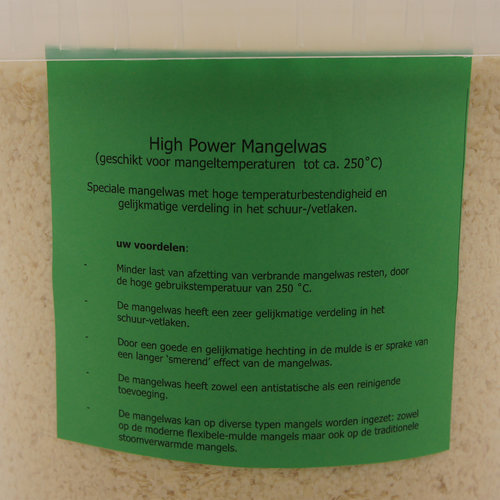 High Power Mangelwas
(geschikt voor mangeltemperaturen tot ca. 250°C)
Speciale mangelwas met hoge temperatuurbestendigheid en
gelijkmatige verdeling in het schuur-/vetlaken.
uw voordelen:
- Minder last van afzetting van verbrande mangelwas resten, door
de hoge gebruikstemperatuur van 250 °C.
- De mangelwas heeft een zeer gelijkmatige verdeling in het
schuur-vetlaken.
- Door een goede en gelijkmatige hechting in de mulde is er sprake van
een langer 'smerend' effect van de mangelwas.
- De mangelwas heeft zowel een antistatische als een reinigende
toevoeging.
- De mangelwas kan op diverse typen mangels worden ingezet: zowel
op de moderne flexibele-mulde mangels maar ook op de traditionele
stoomverwarmde mangels.